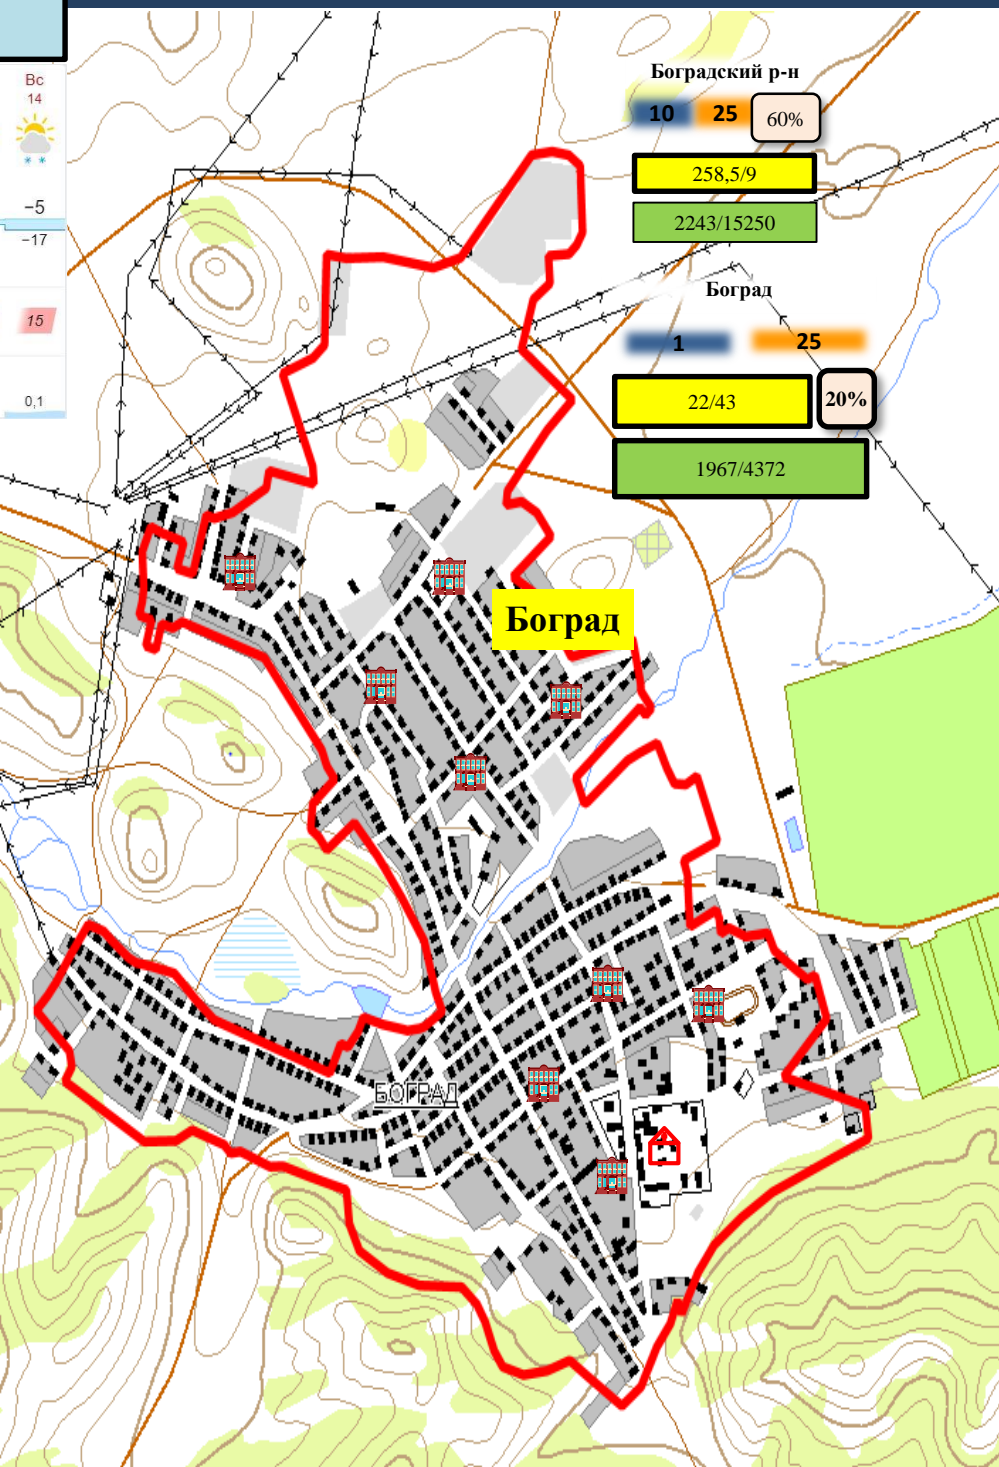 Вс
14
−5
−17
15
0,1
Боградский р-н
10 25 60%
258,5/9
2243/15250
Боград
1 25
22/43 20%
1967/4372
Боград
БОГРАД